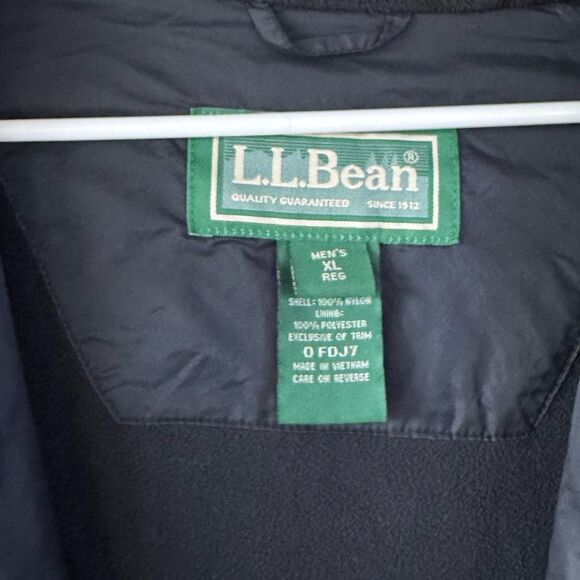 L.L.Bean®
QUALITY GUARANTEED SINCE 1912
MEN'S
XL
REG
SHELL: 100% NYLON
LINING:
100% POLYESTER
EXCLUSIVE OF TRIM
0 FDJ7
MADE IN VIETNAM
CARE ON REVERSE